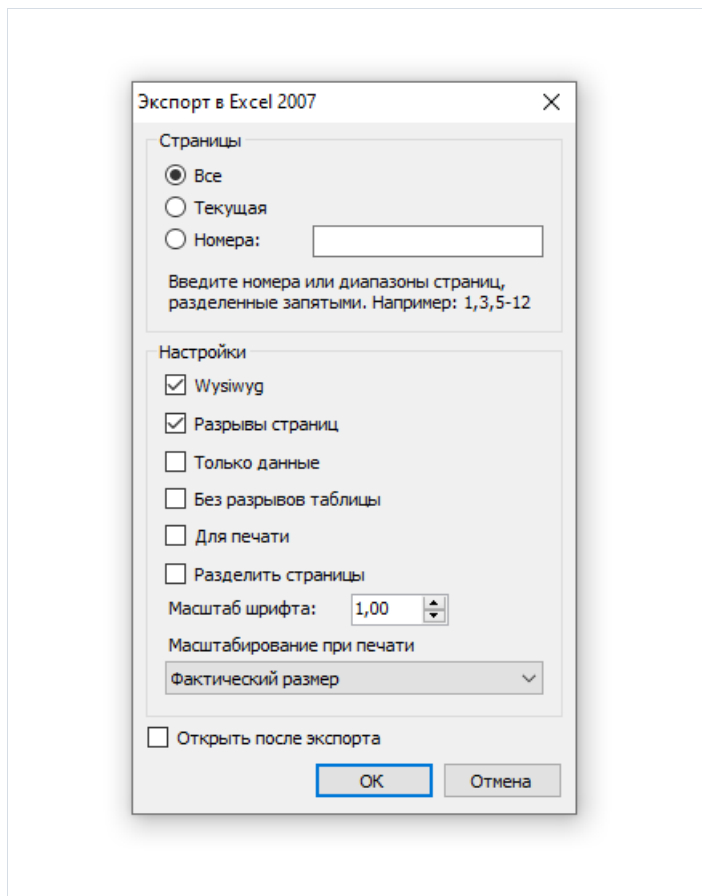 Экспорт в Excel 2007
Страницы
Все
Текущая
Номера:
Введите номера или диапазоны страниц,
разделенные запятыми. Например: 1,3,5-12
Настройки
Wysiwyg
Разрывы страниц
Только данные
Без разрывов таблицы
Для печати
Разделить страницы
Масштаб шрифта: 1,00
Масштабирование при печати
Фактический размер
Открыть после экспорта
ОК Отмена